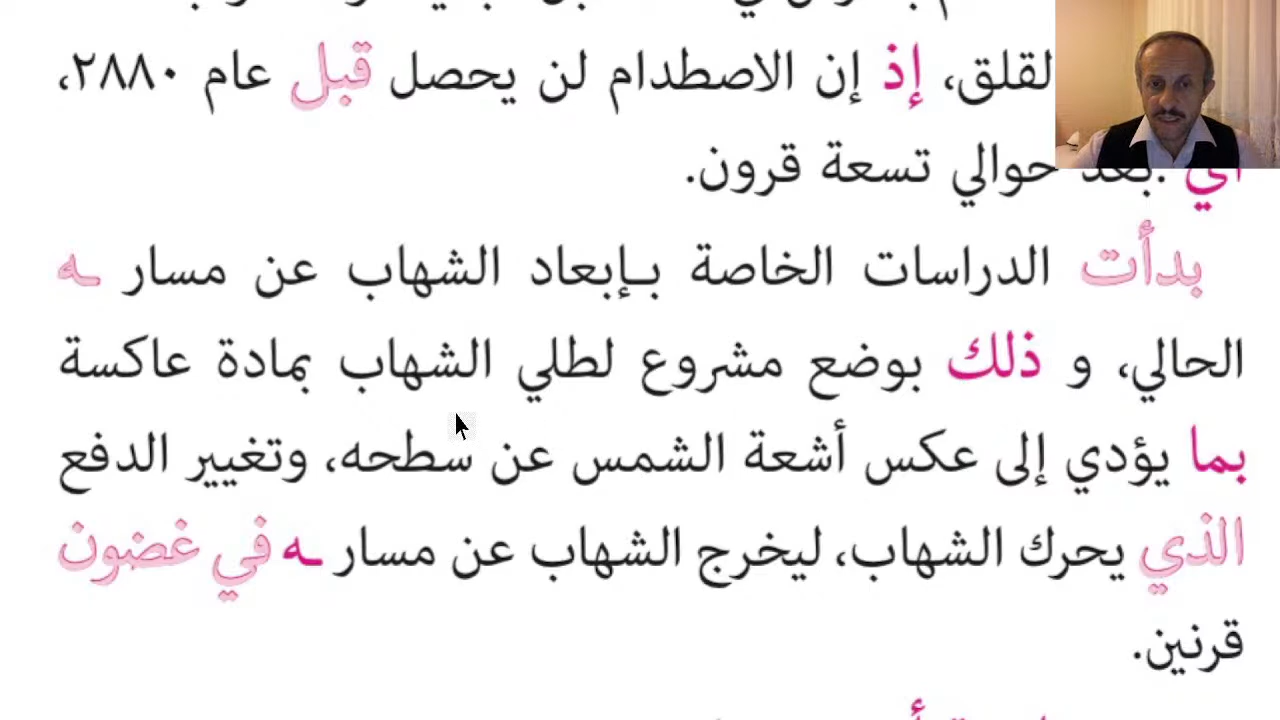 لقلق، إذ إن الاصطدام لن يحصل قبل عام ٢٨٨٠،
أي .بعد حوالي تسعة قرون.
بدأت الدراسات الخاصة بـإبعاد الشهاب عن مسار ـه
الحالي، و ذلك بوضع مشروع لطلي الشهاب بمادة عاكسة
بما يؤدي إلى عكس أشعة الشمس عن سطحه، وتغيير الدفع
الذي يحرك الشهاب، ليخرج الشهاب عن مسار ـه في غضون
قرنين.